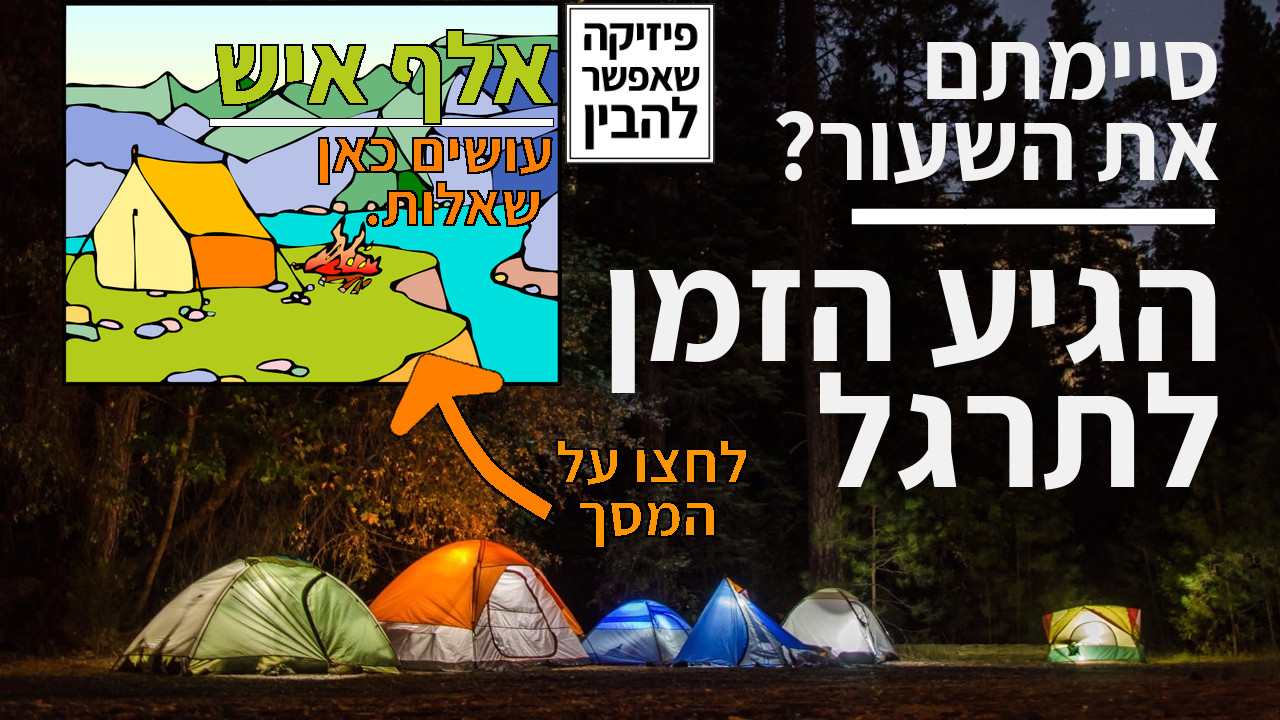 סיימתם
את השעור?
הגיע הזמן
לתרגל
פיזיקה
שאפשר
להבין
אלף איש
עושים כאן
שאלות.
לחצו על
המסך